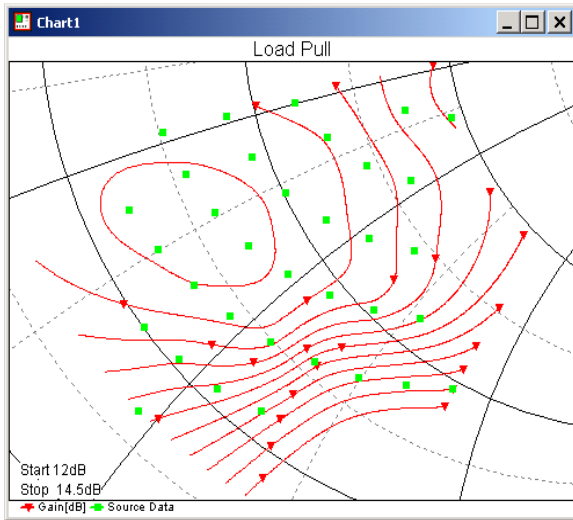 Chart1
Load Pull
Start 12dB
Stop 14.5dB
Gain[dB] Source Data